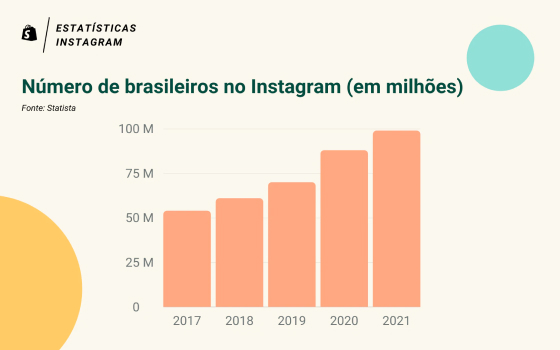 ESTATÍSTICAS
INSTAGRAM
Número de brasileiros no Instagram (em milhões)
Fonte: Statista
100 M
75 M
50 M
25 M
0
2017 2018 2019 2020 2021